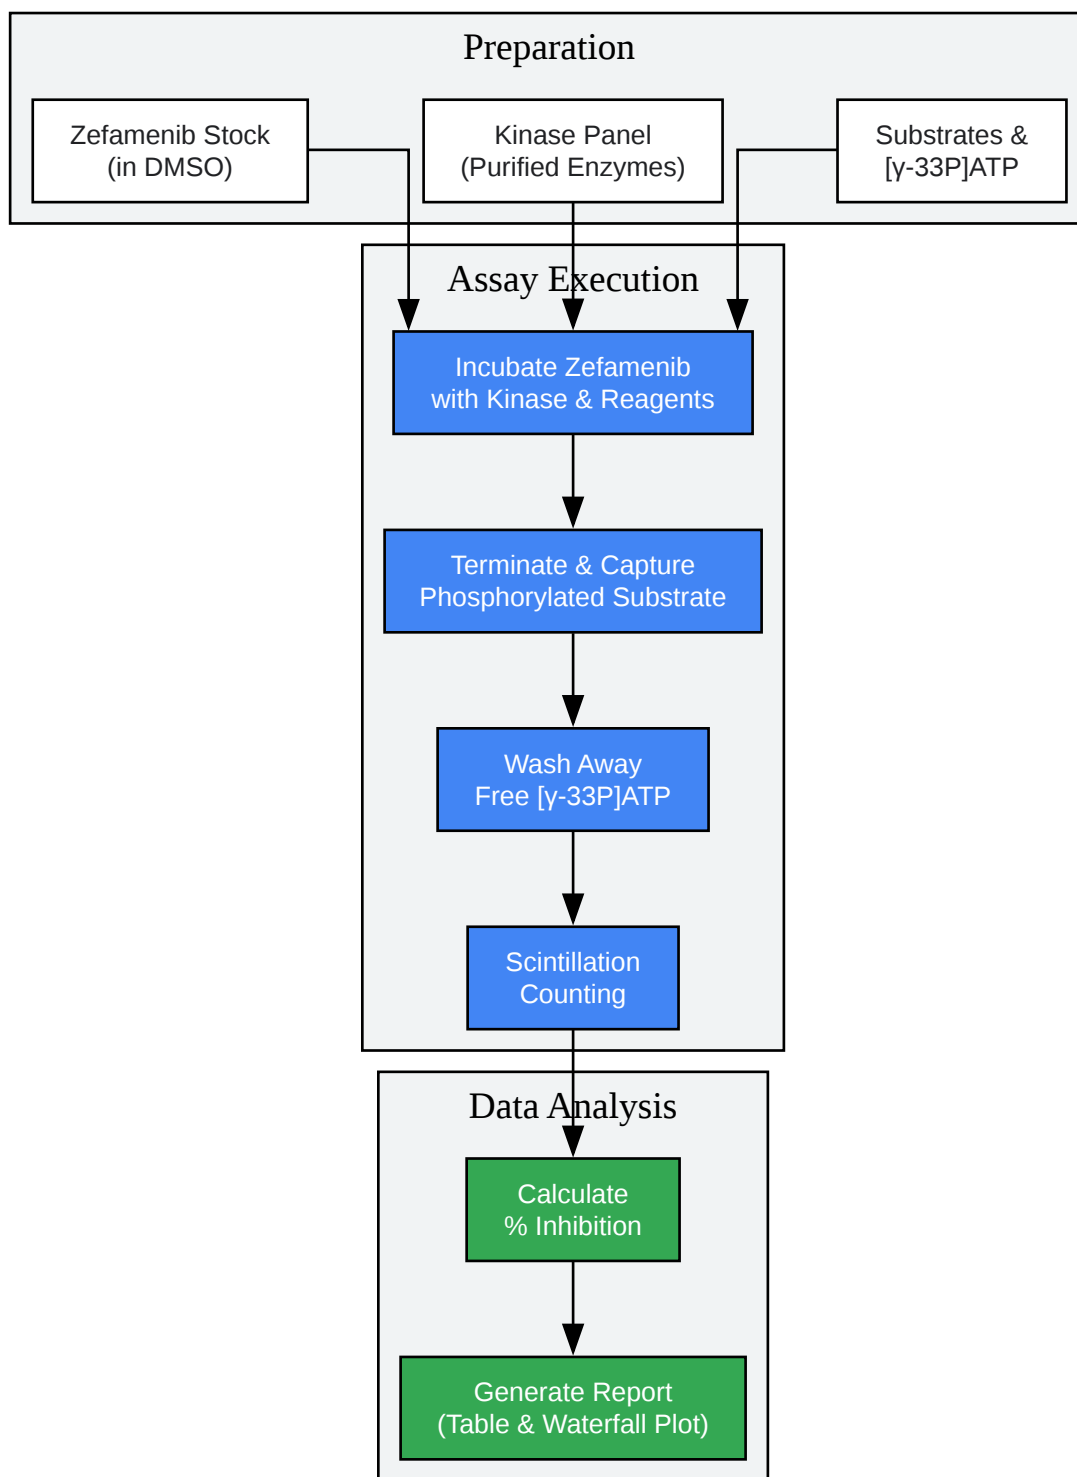 Preparation
Zefamenib Stock
(in DMSO)
Kinase Panel
(Purified Enzymes)
Substrates &
[γ-33P]ATP
Assay Execution
Incubate Zefamenib
with Kinase & Reagents
Terminate & Capture
Phosphorylated Substrate
Wash Away
Free [γ-33P]ATP
Scintillation
Counting
Data Analysis
Calculate
% Inhibition
Generate Report
(Table & Waterfall Plot)